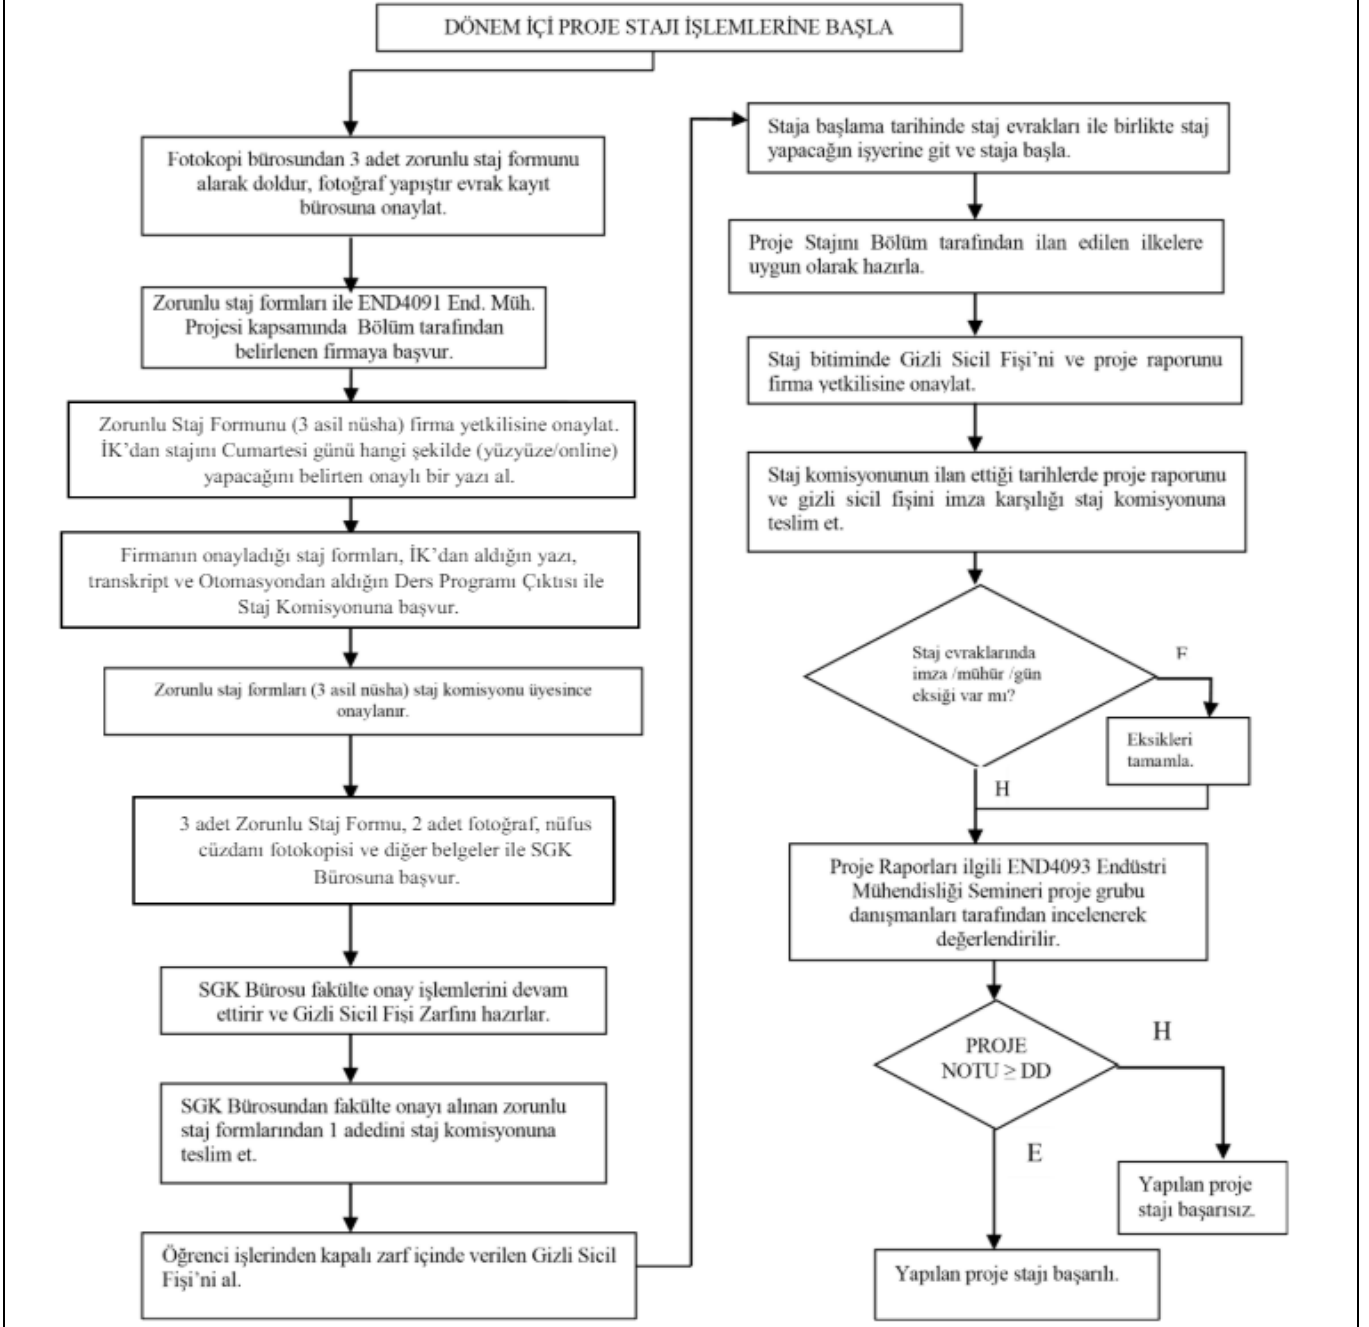 DÖNEM İÇİ PROJE STAJI İŞLEMLERİNE BAŞLA
Fotokopi bürosundan 3 adet zorunlu staj formunu
alarak doldur, fotoğraf yapıştır evrak kayıt
bürosuna onaylat.
Zorunlu staj formları ile END4091 End. Müh.
Projesi kapsamında Bölüm tarafından
belirlenen firmaya başvur.
Zorunlu Staj Formunu (3 asil nüsha) firma yetkilisine onaylat.
İK’dan stajını Cumartesi günü hangi şekilde (yüzyüze/online)
yapacağını belirten onaylı bir yazı al.
Firmanın onayladığı staj formları, İK’dan aldığın yazı,
transkript ve Otomasyondan aldığın Ders Programı Çıktısı ile
Staj Komisyonuna başvur.
Zorunlu staj formları (3 asil nüsha) staj komisyonu üyesince
onaylanır.
3 adet Zorunlu Staj Formu, 2 adet fotoğraf, nüfus
cüzdanı fotokopisi ve diğer belgeler ile SGK
Bürosuna başvur.
SGK Bürosu fakülte onay işlemlerini devam
ettirir ve Gizli Sicil Fişi Zarfını hazırlar.
SGK Bürosundan fakülte onayı alınan zorunlu
staj formlarından 1 adedini staj komisyonuna
teslim et.
Öğrenci işlerinden kapalı zarf içinde verilen Gizli Sicil
Fişi’ni al.
Staja başlama tarihinde staj evrakları ile birlikte staj
yapacağın işyerine git ve staja başla.
Proje Stajını Bölüm tarafından ilan edilen ilkelere
uygun olarak hazırla.
Staj bitiminde Gizli Sicil Fişi’ni ve proje raporunu
firma yetkilisine onaylat.
Staj komisyonunun ilan ettiği tarihlerde proje raporunu
ve gizli sicil fişini imza karşılığı staj komisyonuna
teslim et.
Staj evraklarında
imza /mühür /gün
eksiği var mı?
E
Eksikleri
tamamla.
H
Proje Raporları ilgili END4093 Endüstri
Mühendisliği Semineri proje grubu
danışmanları tarafından incelenerek
değerlendirilir.
PROJE
NOTU ≥ DD
H
E
Yapılan proje
stajı başarısız.
Yapılan proje stajı başarılı.